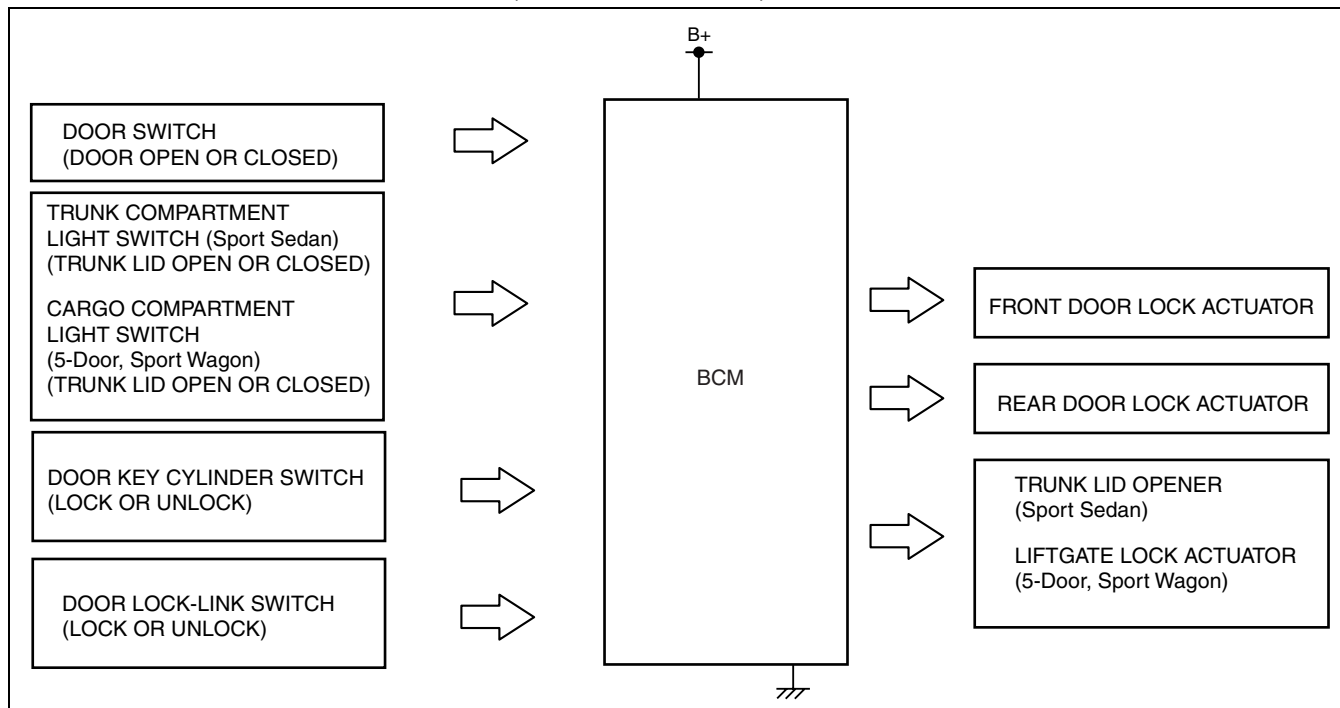 B+
DOOR SWITCH
(DOOR OPEN OR CLOSED)
TRUNK COMPARTMENT
LIGHT SWITCH (Sport Sedan)
(TRUNK LID OPEN OR CLOSED)
CARGO COMPARTMENT
LIGHT SWITCH
(5-Door, Sport Wagon)
(TRUNK LID OPEN OR CLOSED)
DOOR KEY CYLINDER SWITCH
(LOCK OR UNLOCK)
DOOR LOCK-LINK SWITCH
(LOCK OR UNLOCK)
BCM
FRONT DOOR LOCK ACTUATOR
REAR DOOR LOCK ACTUATOR
TRUNK LID OPENER
(Sport Sedan)
LIFTGATE LOCK ACTUATOR
(5-Door, Sport Wagon)